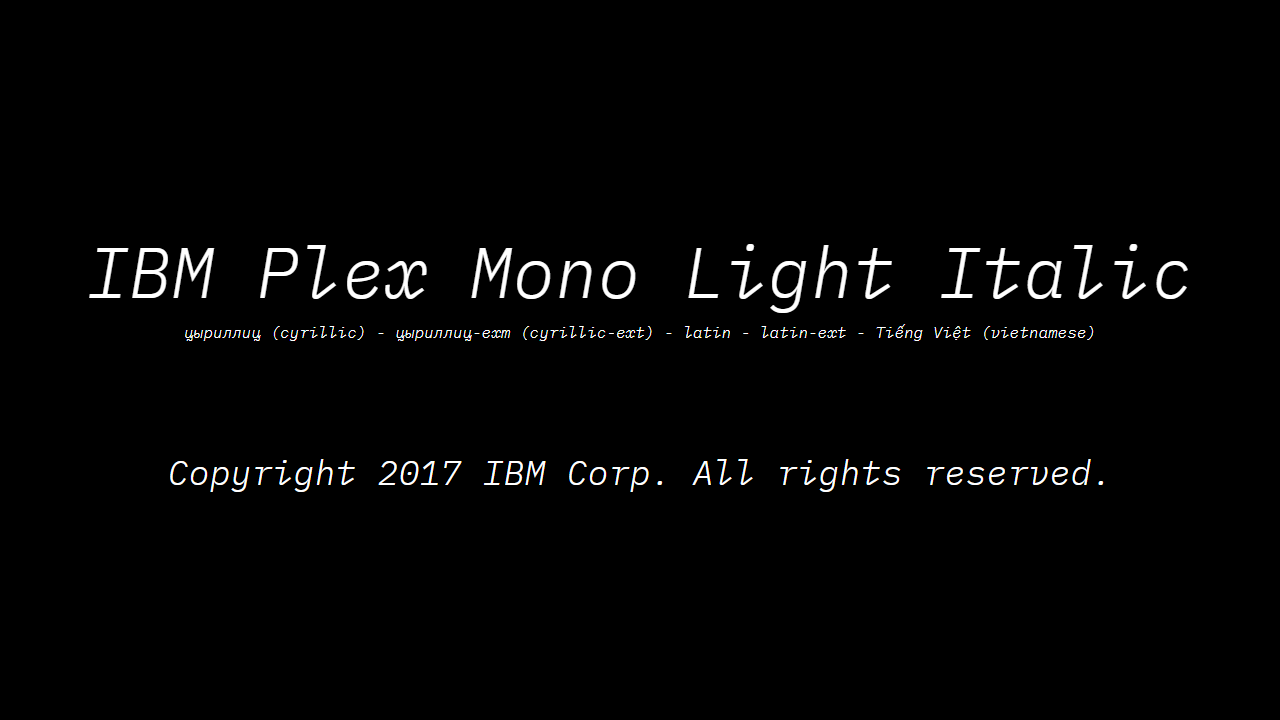 IBM Plex Mono Light Italic
цыриллиц (cyrillic) - цыриллиц-ехт (cyrillic-ext) - latin - latin-ext - Tiếng Việt (vietnamese)
Copyright 2017 IBM Corp. All rights reserved.